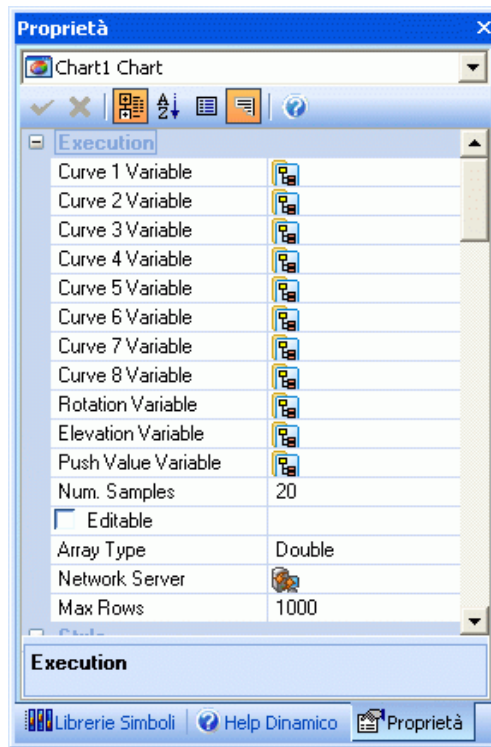 Proprietà
Chart1 Chart
Execution
Curve 1 Variable
Curve 2 Variable
Curve 3 Variable
Curve 4 Variable
Curve 5 Variable
Curve 6 Variable
Curve 7 Variable
Curve 8 Variable
Rotation Variable
Elevation Variable
Push Value Variable
Num. Samples 20
Editable
Array Type Double
Network Server
Max Rows 1000
Style
Execution
Librerie Simboli Help Dinamico Proprietà